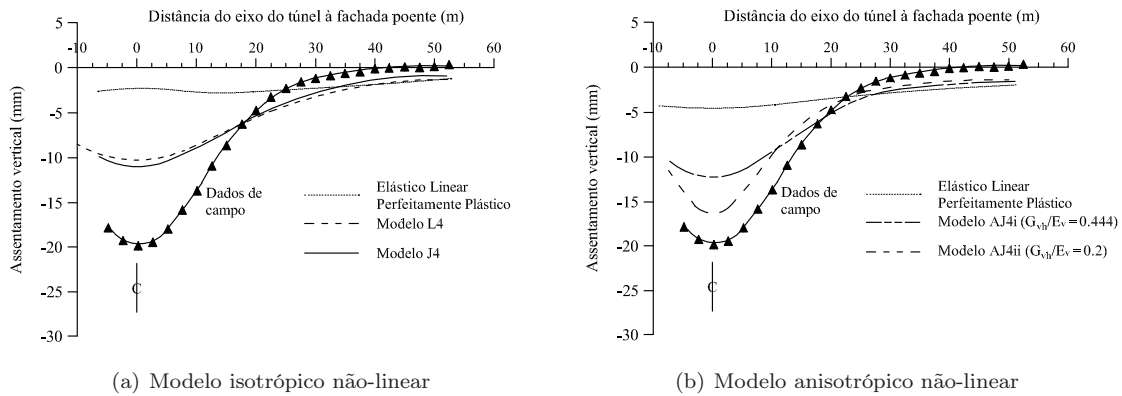 Distância do eixo do túnel à fachada poente (m)
-10 0 10 20 30 40 50 60
5
0
-5
-10
-15
-20
-25
-30
Assentamento vertical (mm)
Dados de
campo
Elástico Linear
Perfeitamente Plástico
Modelo L4
Modelo J4
C
(a) Modelo isotrópico não-linear
Distância do eixo do túnel à fachada poente (m)
-10 0 10 20 30 40 50 60
5
0
-5
-10
-15
-20
-25
-30
Assentamento vertical (mm)
Dados de
campo
Elástico Linear
Perfeitamente Plástico
Modelo AJ4i (Gvh/Ev=0.444)
Modelo AJ4ii (Gvh/Ev=0.2)
C
(b) Modelo anisotrópico não-linear